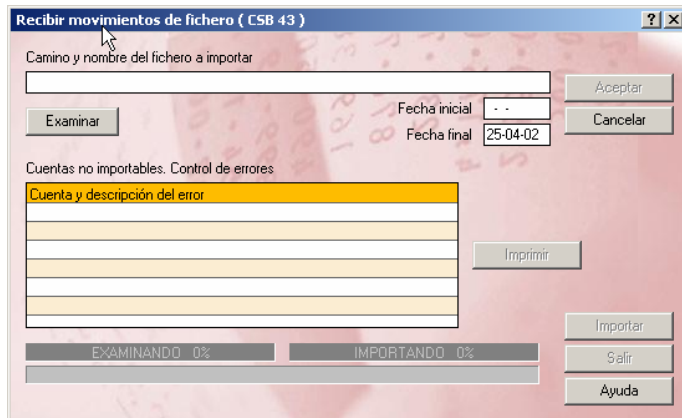 Recibir movimientos de fichero ( CSB 43 )
Camino y nombre del fichero a importar
Aceptar
Examinar
Fecha inicial - -
Cancelar
Fecha final 25-04-02
Cuentas no importables. Control de errores
Cuenta y descripción del error
Imprimir
Importar
EXAMINANDO 0% IMPORTANDO 0%
Salir
Ayuda